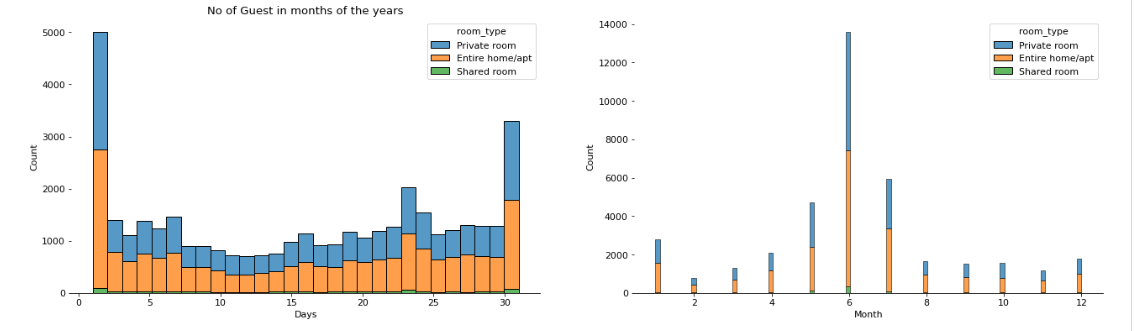 No of Guest in months of the years
room_type
Private room
Entire home/apt
Shared room
5000
4000
3000
2000
1000
0
Count
0 5 10 15 20 25 30
Days
room_type
Private room
Entire home/apt
Shared room
14000
12000
10000
8000
6000
4000
2000
0
Count
2 4 6 8 10 12
Month